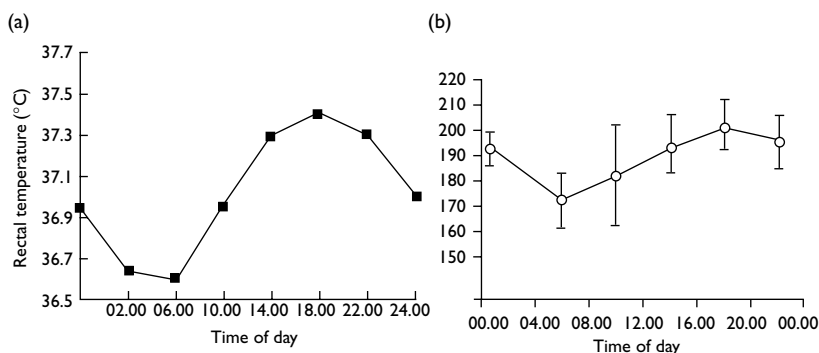 (a)
37.7
37.5
37.3
37.1
36.9
36.7
36.5
Rectal temperature (°C)
02.00 06.00 10.00 14.00 18.00 22.00 24.00
Time of day
(b)
220
210
200
190
180
170
160
150
00.00 04.00 08.00 12.00 16.00 20.00 00.00
Time of day